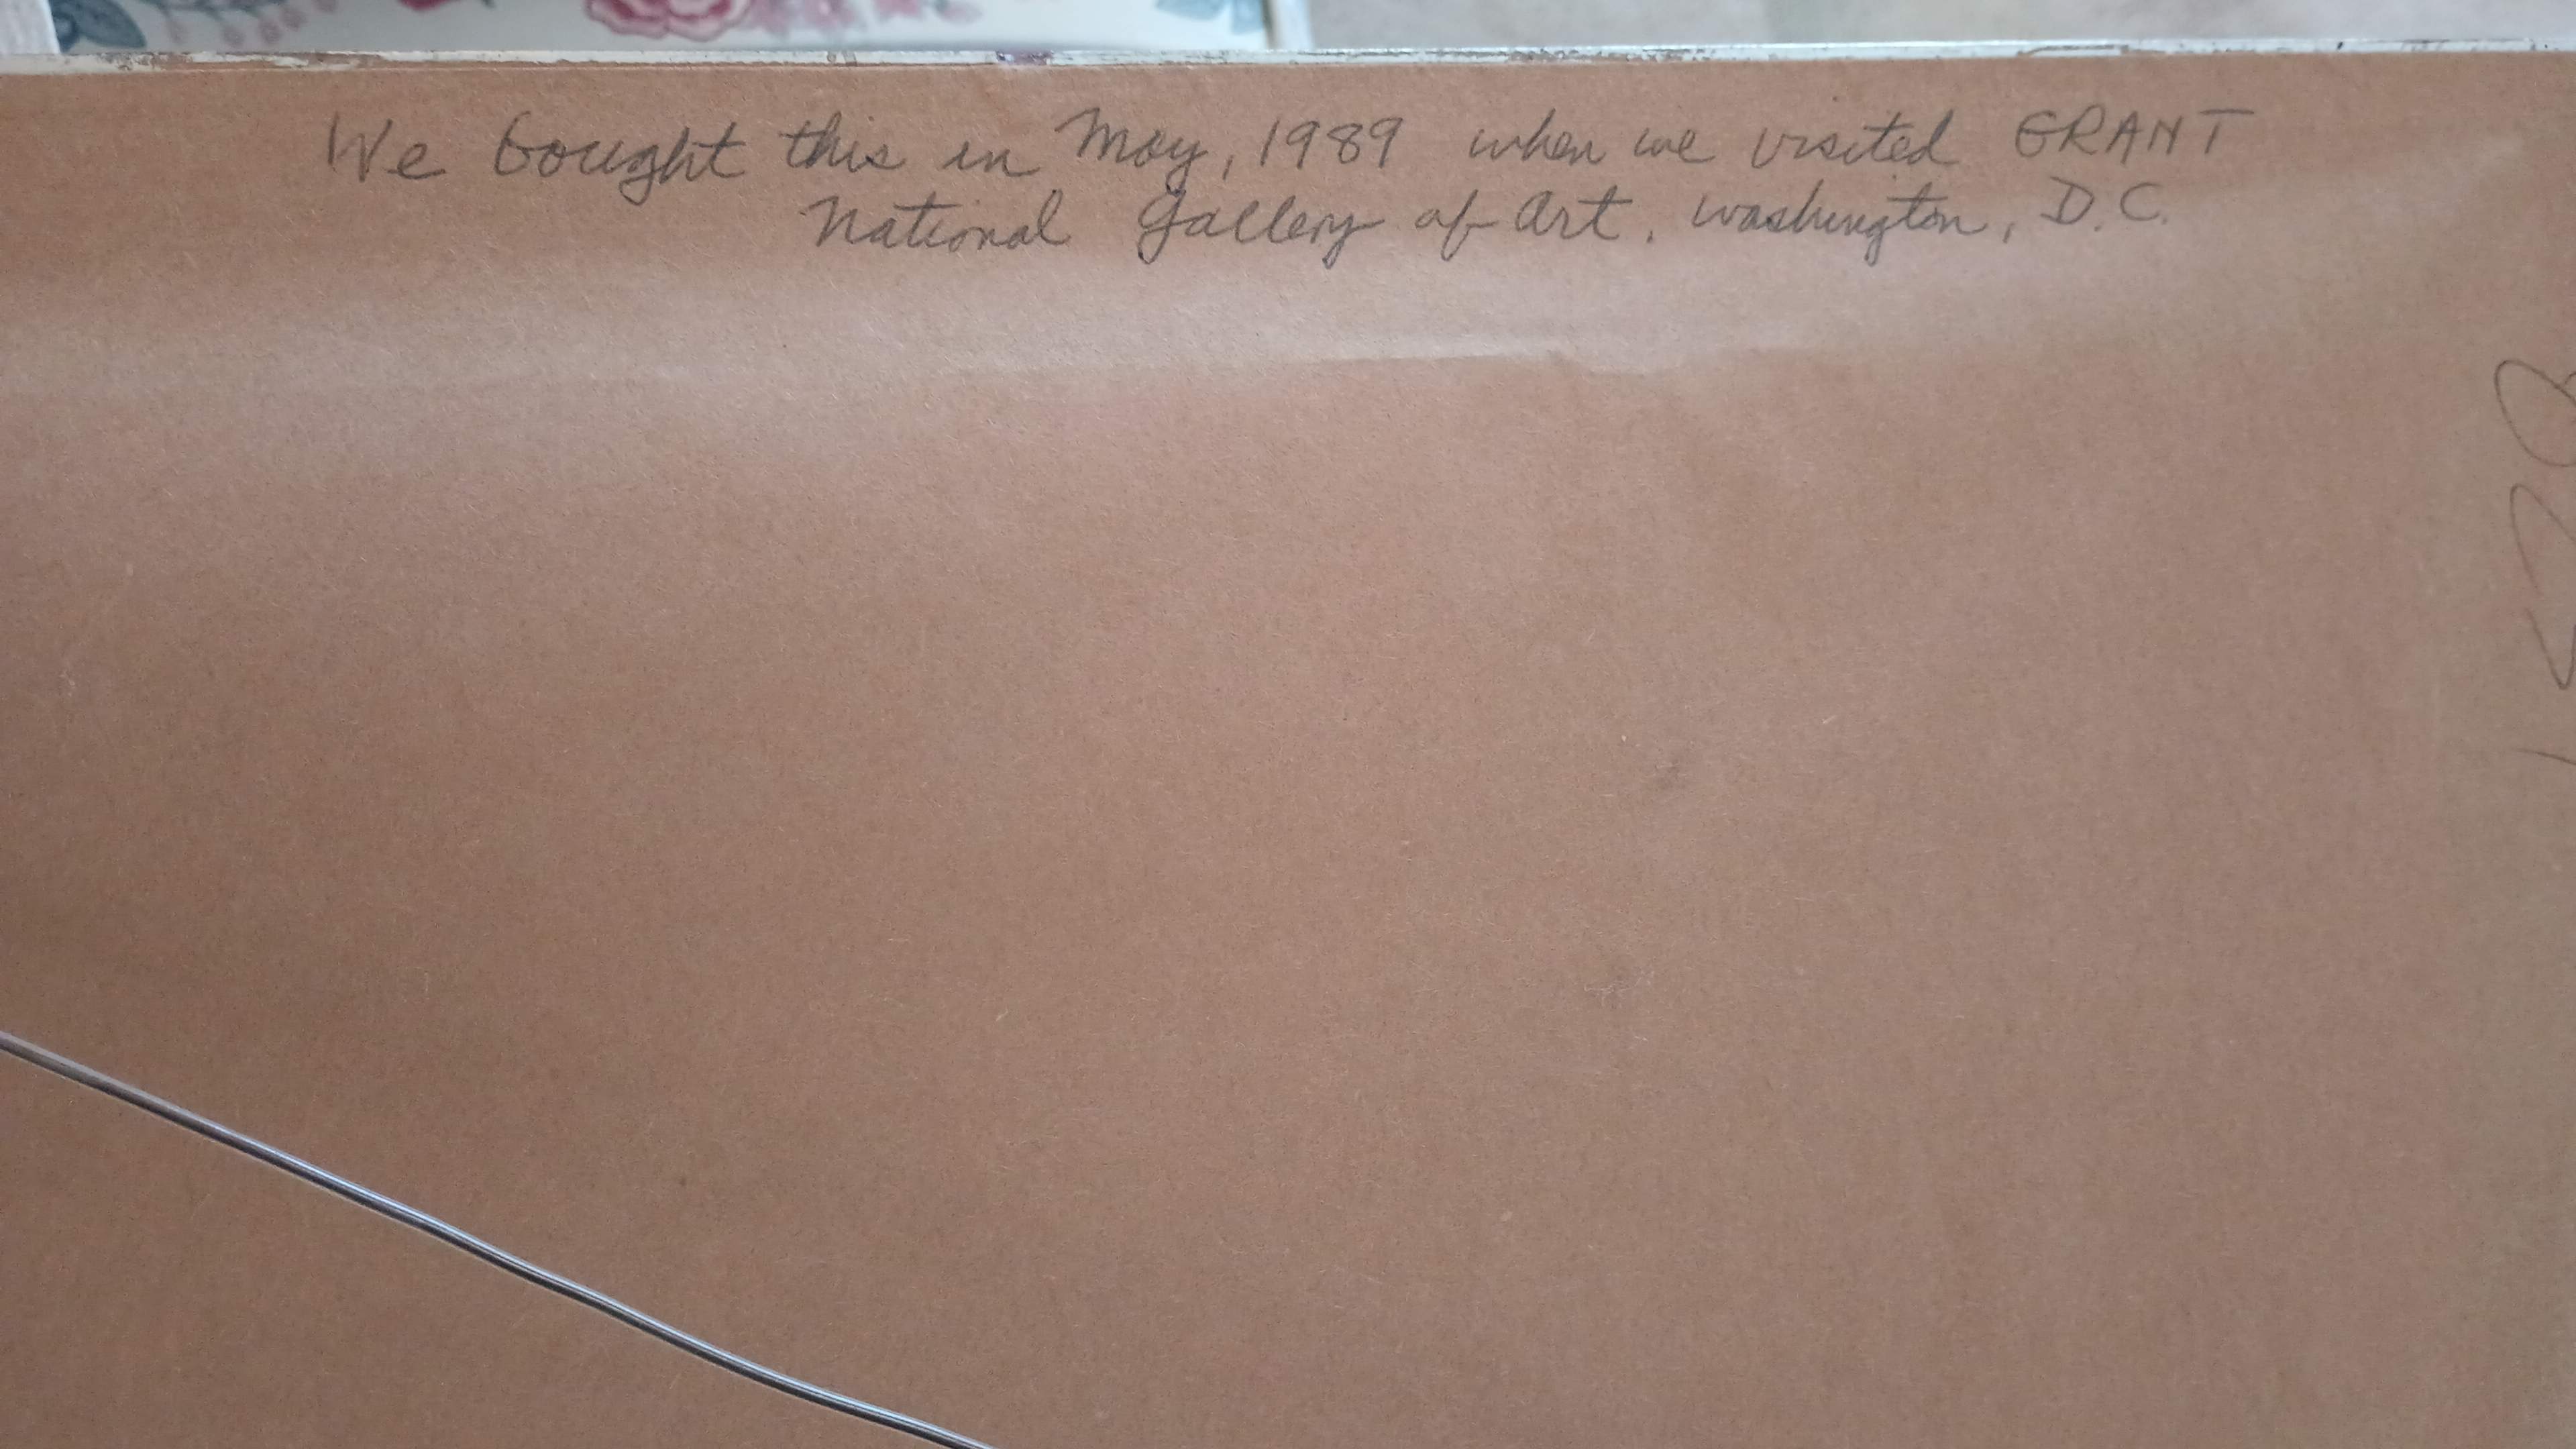 We bought this in May, 1989 when we visited GRANT
National Gallery of Art, Washington, D.C.